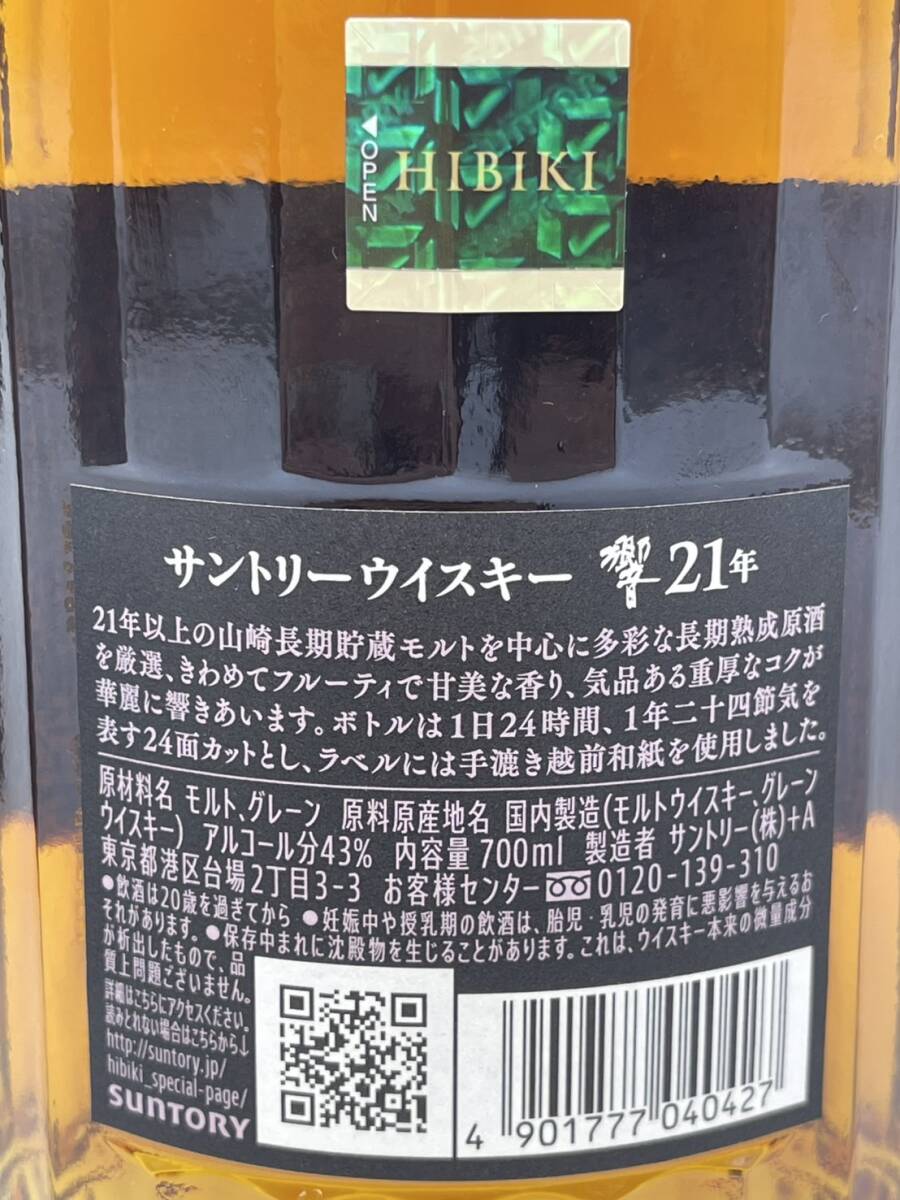 ◀OPEN
HIBIKI
サントリーウイスキー 響 21年
21年以上の山崎長期貯蔵モルトを中心に多彩な長期熟成原酒
を厳選、きわめてフルーティで甘美な香り、気品ある重厚なコクが
華麗に響きあいます。ボトルは1日24時間、1年二十四節気を
表す24面カットとし、ラベルには手漉き越前和紙を使用しました。
原材料名 モルト、グレーン 原料原産地名 国内製造(モルトウイスキー、グレーン
ウイスキー) アルコール分43% 内容量700ml 製造者 サントリー(株)+A
東京都港区台場2丁目3-3 お客様センター 0120-139-310
●飲酒は20歳を過ぎてから ●妊娠中や授乳期の飲酒は、胎児・乳児の発育に悪影響を与えるお
それがあります。 ●保存中まれに沈殿物を生じることがあります。これは、ウイスキー本来の微量成分
が析出したもので、品
質上問題ございません。
詳細はこちらにアクセスください。
読みとれない場合はこちらから↓
http://suntory.jp/
hibiki_special-page/
SUNTORY
4 901777 040427